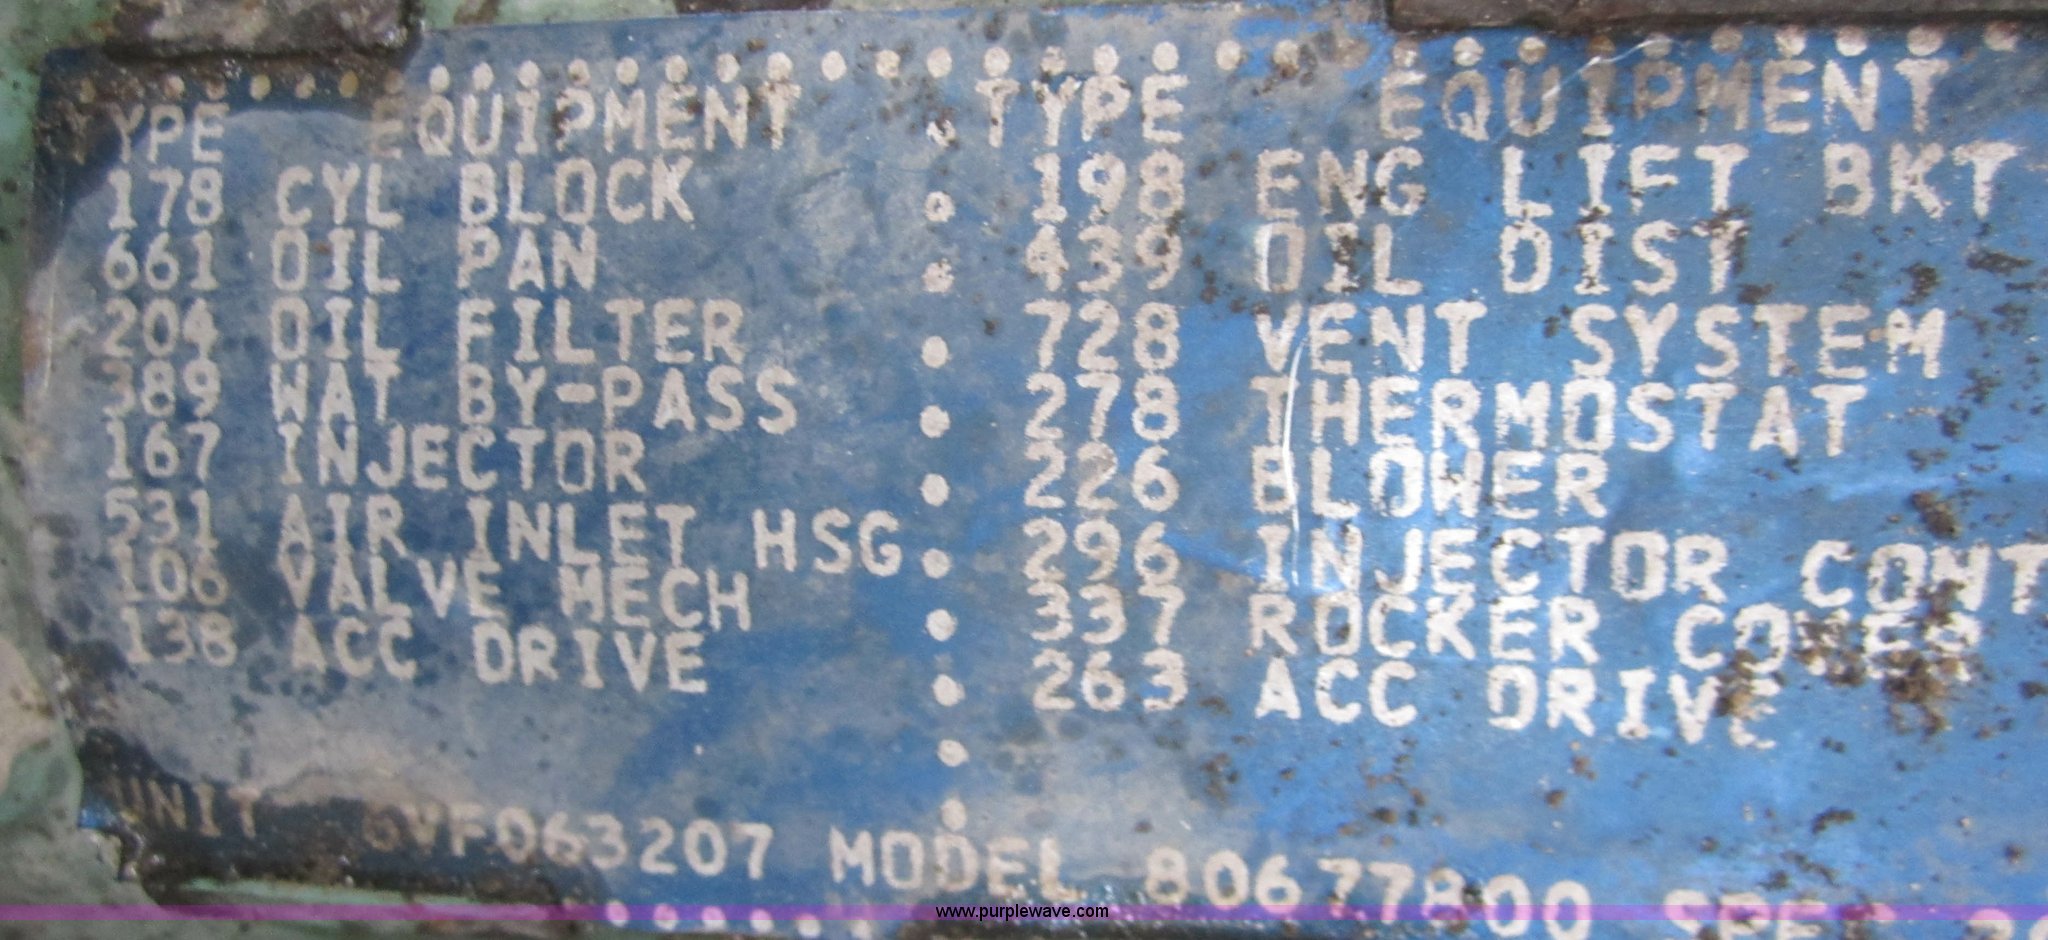 TYPE EQUIPMENT TYPE EQUIPMENT
178 CYL BLOCK 198 ENG LIFT BKT
661 OIL PAN 439 OIL DIST
204 OIL FILTER 728 VENT SYSTEM
389 WAT BY-PASS 278 THERMOSTAT
167 INJECTOR 226 BLOWER
531 AIR INLET HSG 296 INJECTOR CONT
106 VALVE MECH 337 ROCKER COVER
138 ACC DRIVE 263 ACC DRIVE
UNIT 6VF063207 MODEL 80677800
www.purplewave.com